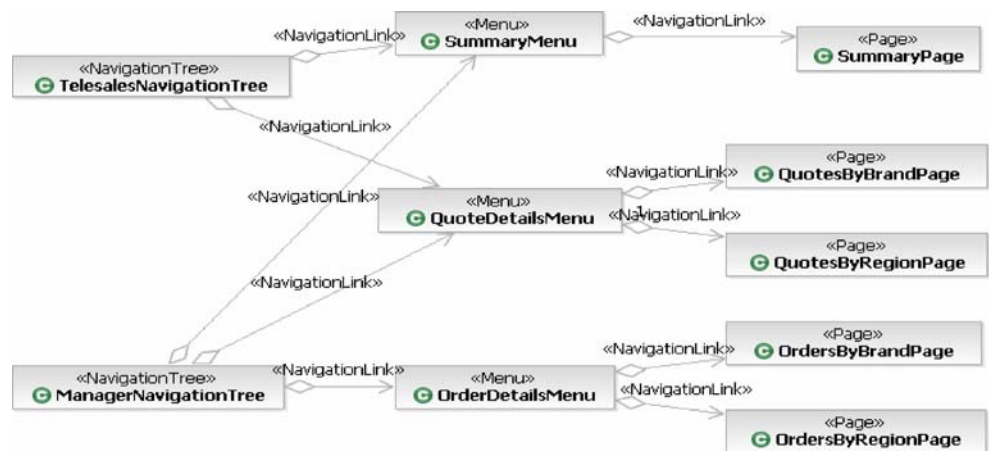 «Menu»
SummaryMenu
«NavigationLink»
«NavigationLink»
«Page»
SummaryPage
«NavigationTree»
TelesalesNavigationTree
«NavigationLink»
«Page»
QuotesByBrandPage
«NavigationLink»
«NavigationLink»
«Menu»
QuoteDetailsMenu
1
«NavigationLink»
«Page»
QuotesByRegionPage
«NavigationLink»
«Page»
OrdersByBrandPage
«NavigationLink»
«NavigationTree»
ManagerNavigationTree
«NavigationLink»
«Menu»
OrderDetailsMenu
«NavigationLink»
«Page»
OrdersByRegionPage